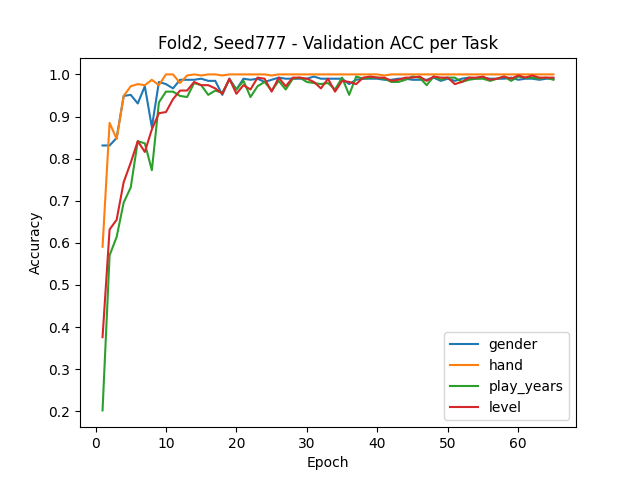 Fold2, Seed777 - Validation ACC per Task
Accuracy
1.0
0.9
0.8
0.7
0.6
0.5
0.4
0.3
0.2
0
10
20
30
40
50
60
Epoch
gender
hand
play_years
level